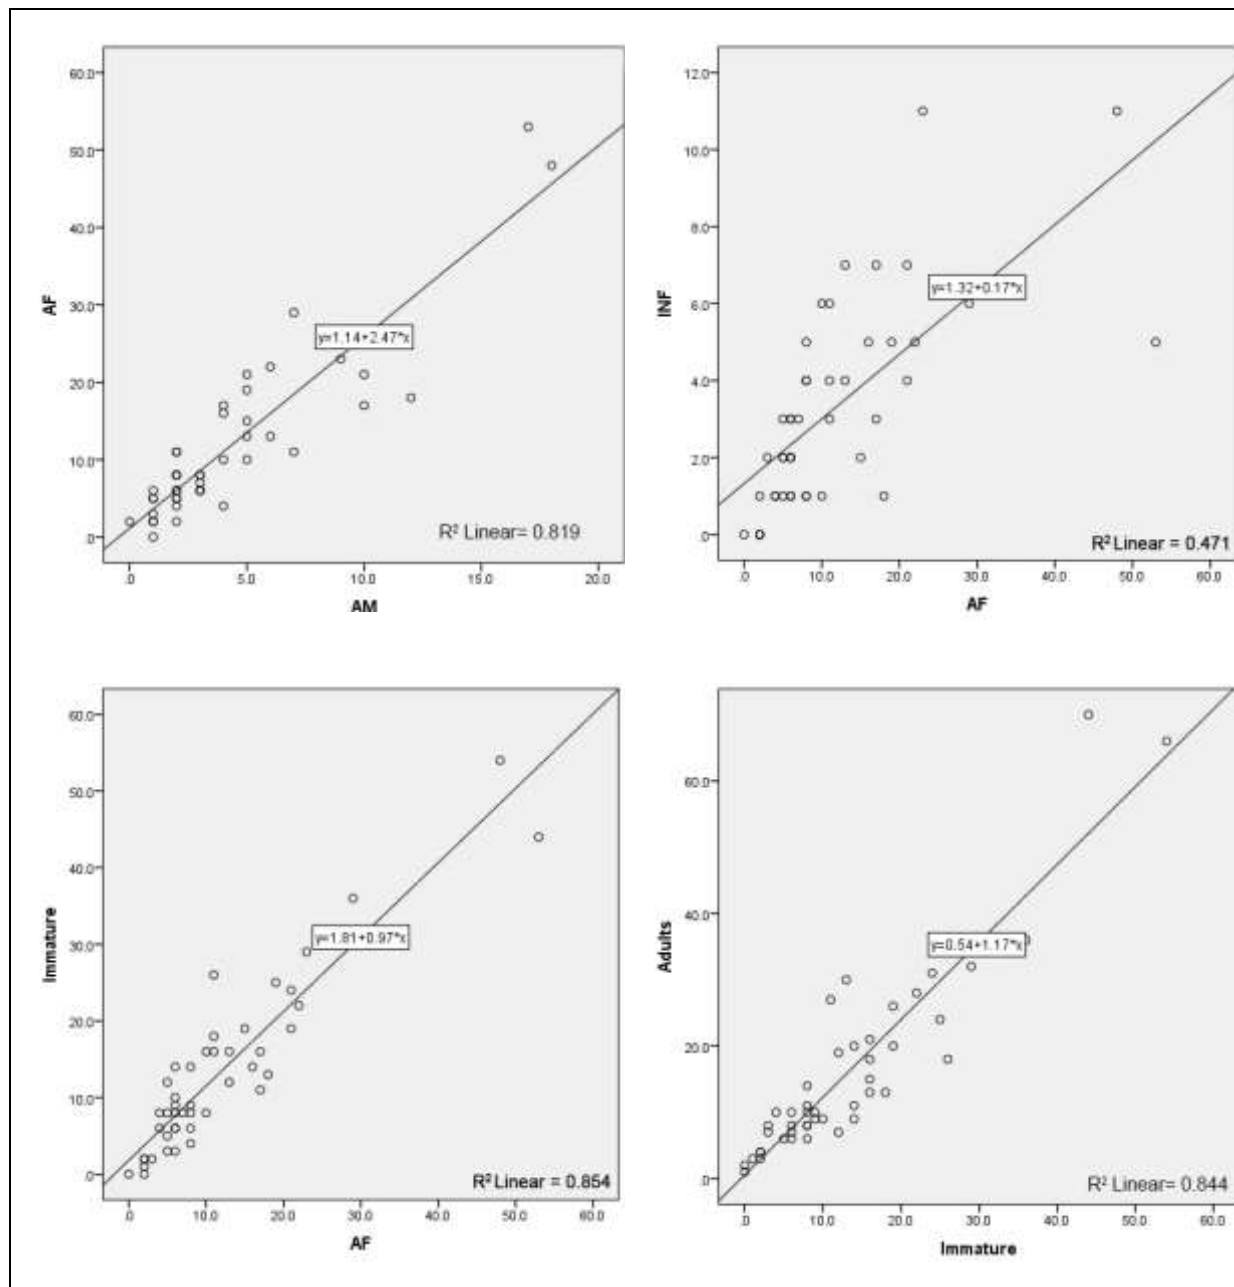 60.0
50.0
40.0
30.0
20.0
10.0
.0
AF
y=1.14+2.47*x
R² Linear= 0.819
.0 5.0 10.0 15.0 20.0
AM
12.0
10.0
8.0
6.0
4.0
2.0
.0
INF
y=1.32+0.17*x
R² Linear = 0.471
.0 10.0 20.0 30.0 40.0 50.0 60.0
AF
60.0
50.0
40.0
30.0
20.0
10.0
.0
Immature
y=1.81+0.97*x
R² Linear = 0.854
.0 10.0 20.0 30.0 40.0 50.0 60.0
AF
60.0
40.0
20.0
.0
Adults
y=0.54+1.17*x
R² Linear= 0.844
.0 10.0 20.0 30.0 40.0 50.0 60.0
Immature